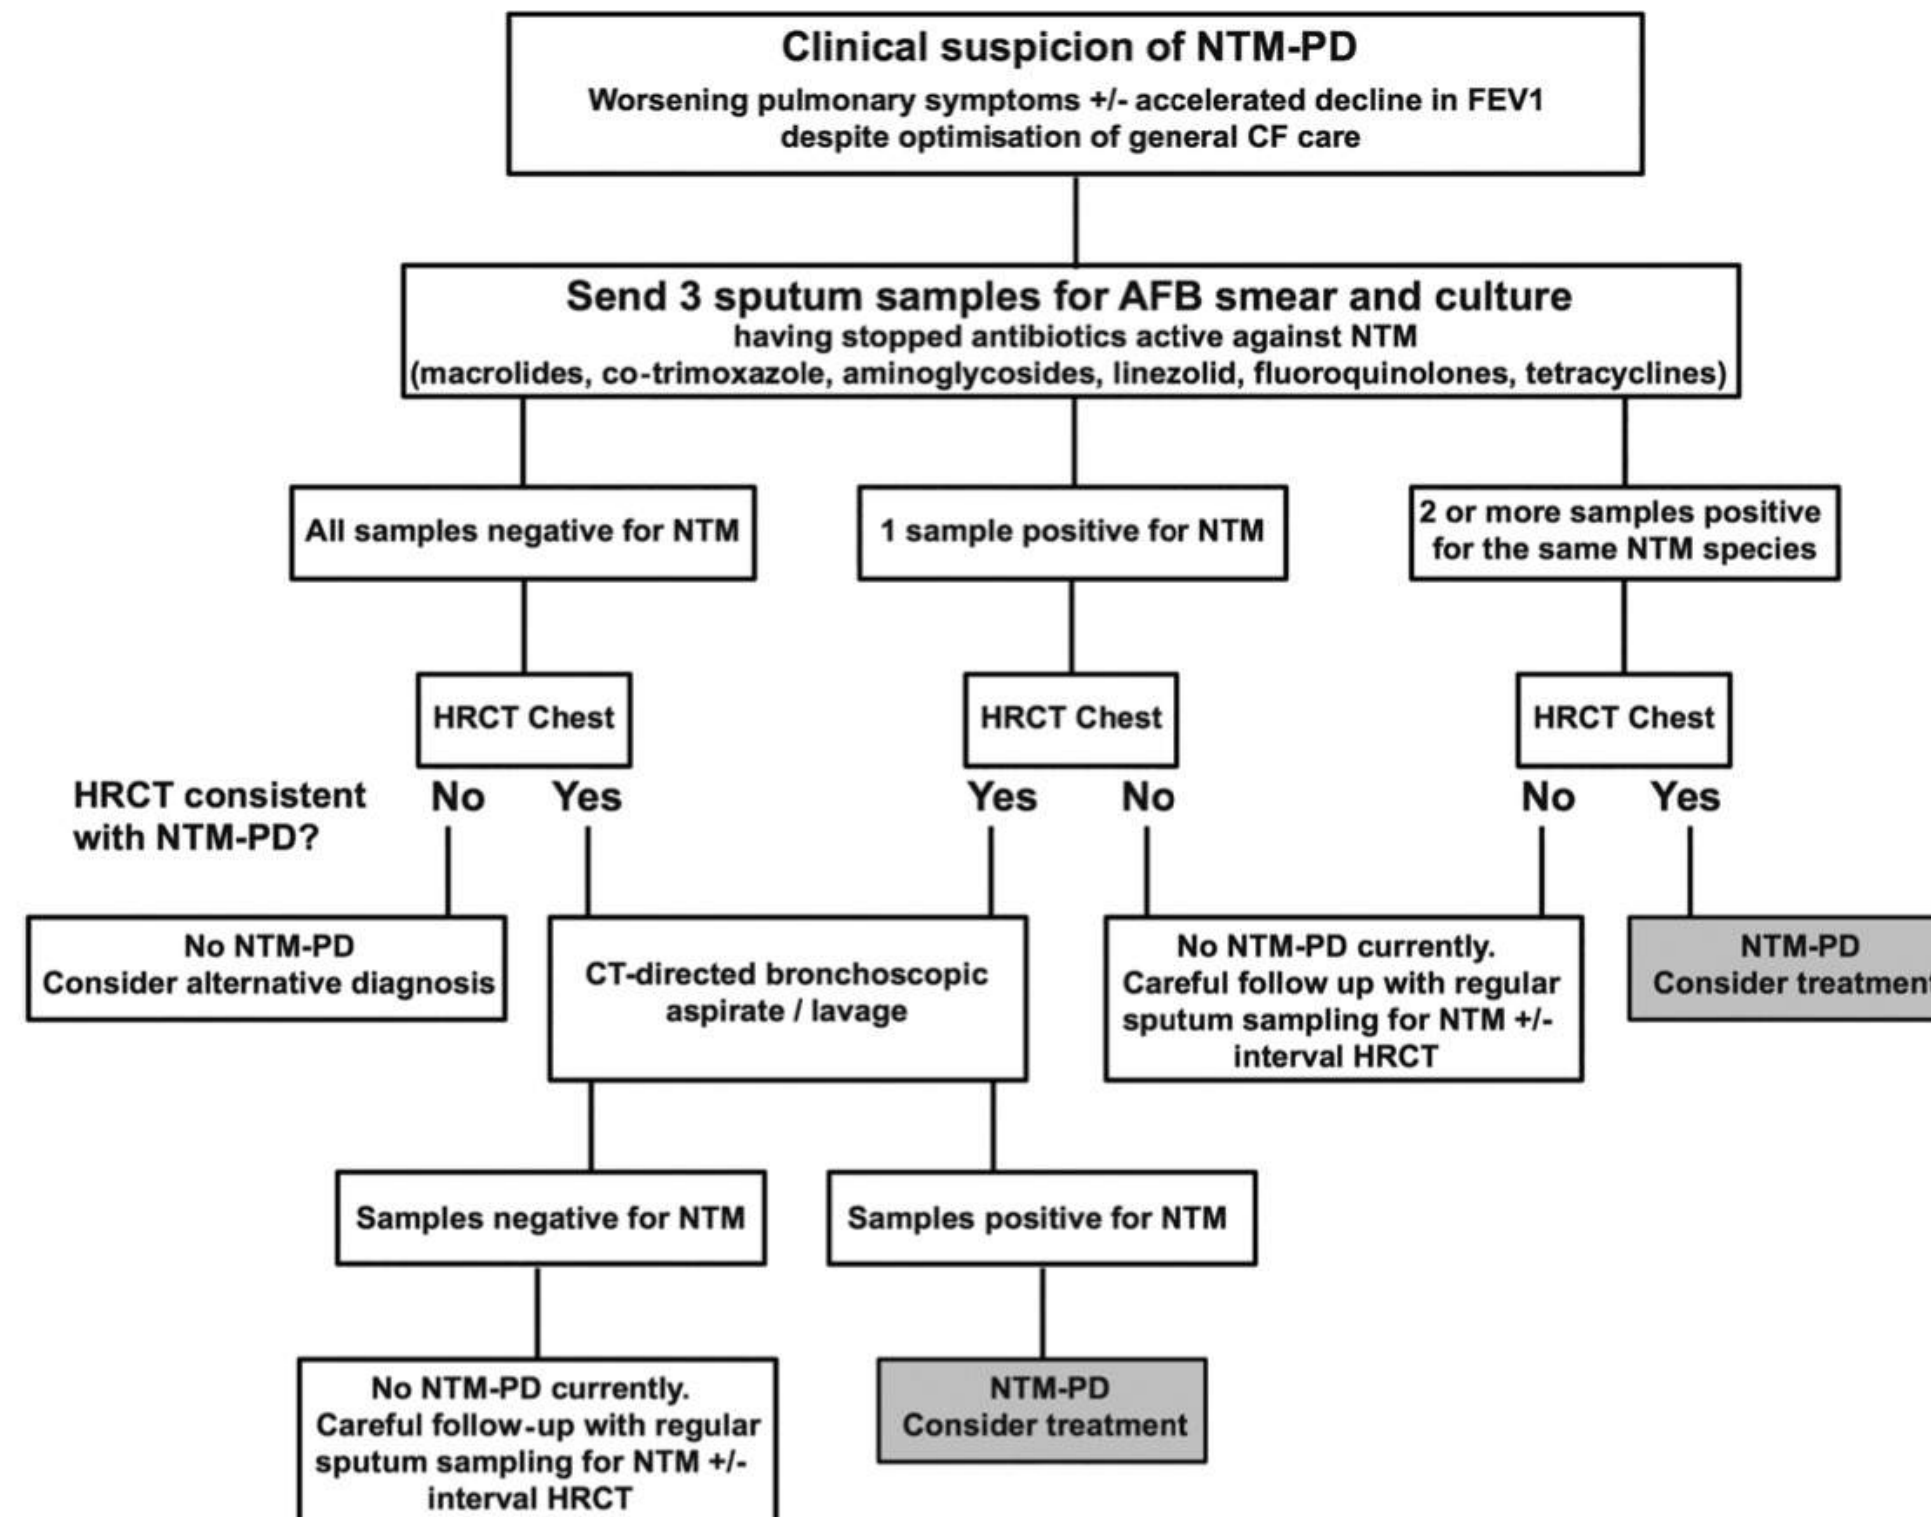 Clinical suspicion of NTM-PD
Worsening pulmonary symptoms +/- accelerated decline in FEV1
despite optimisation of general CF care
Send 3 sputum samples for AFB smear and culture
having stopped antibiotics active against NTM
(macrolides, co-trimoxazole, aminoglycosides, linezolid, fluoroquinolones, tetracyclines)
All samples negative for NTM
1 sample positive for NTM
2 or more samples positive
for the same NTM species
HRCT Chest
HRCT Chest
HRCT Chest
HRCT consistent
with NTM-PD?
No
Yes
Yes
No
No
Yes
No NTM-PD
Consider alternative diagnosis
CT-directed bronchoscopic
aspirate / lavage
No NTM-PD currently.
Careful follow up with regular
sputum sampling for NTM +/-
interval HRCT
NTM-PD
Consider treatment
Samples negative for NTM
Samples positive for NTM
No NTM-PD currently.
Careful follow-up with regular
sputum sampling for NTM +/-
interval HRCT
NTM-PD
Consider treatment